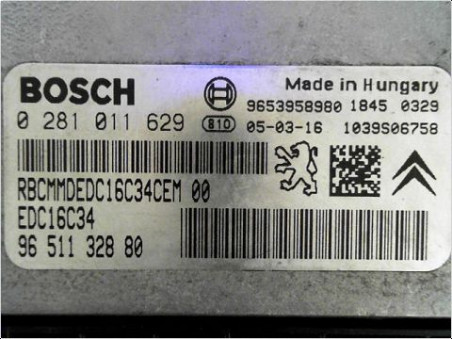 BOSCH
Made in Hungary
9653958980 1845 0329
0 281 011 629 810 05-03-16 1039S06758
RBCMMDEDC16C34CEM 00
EDC16C34
96 511 328 80